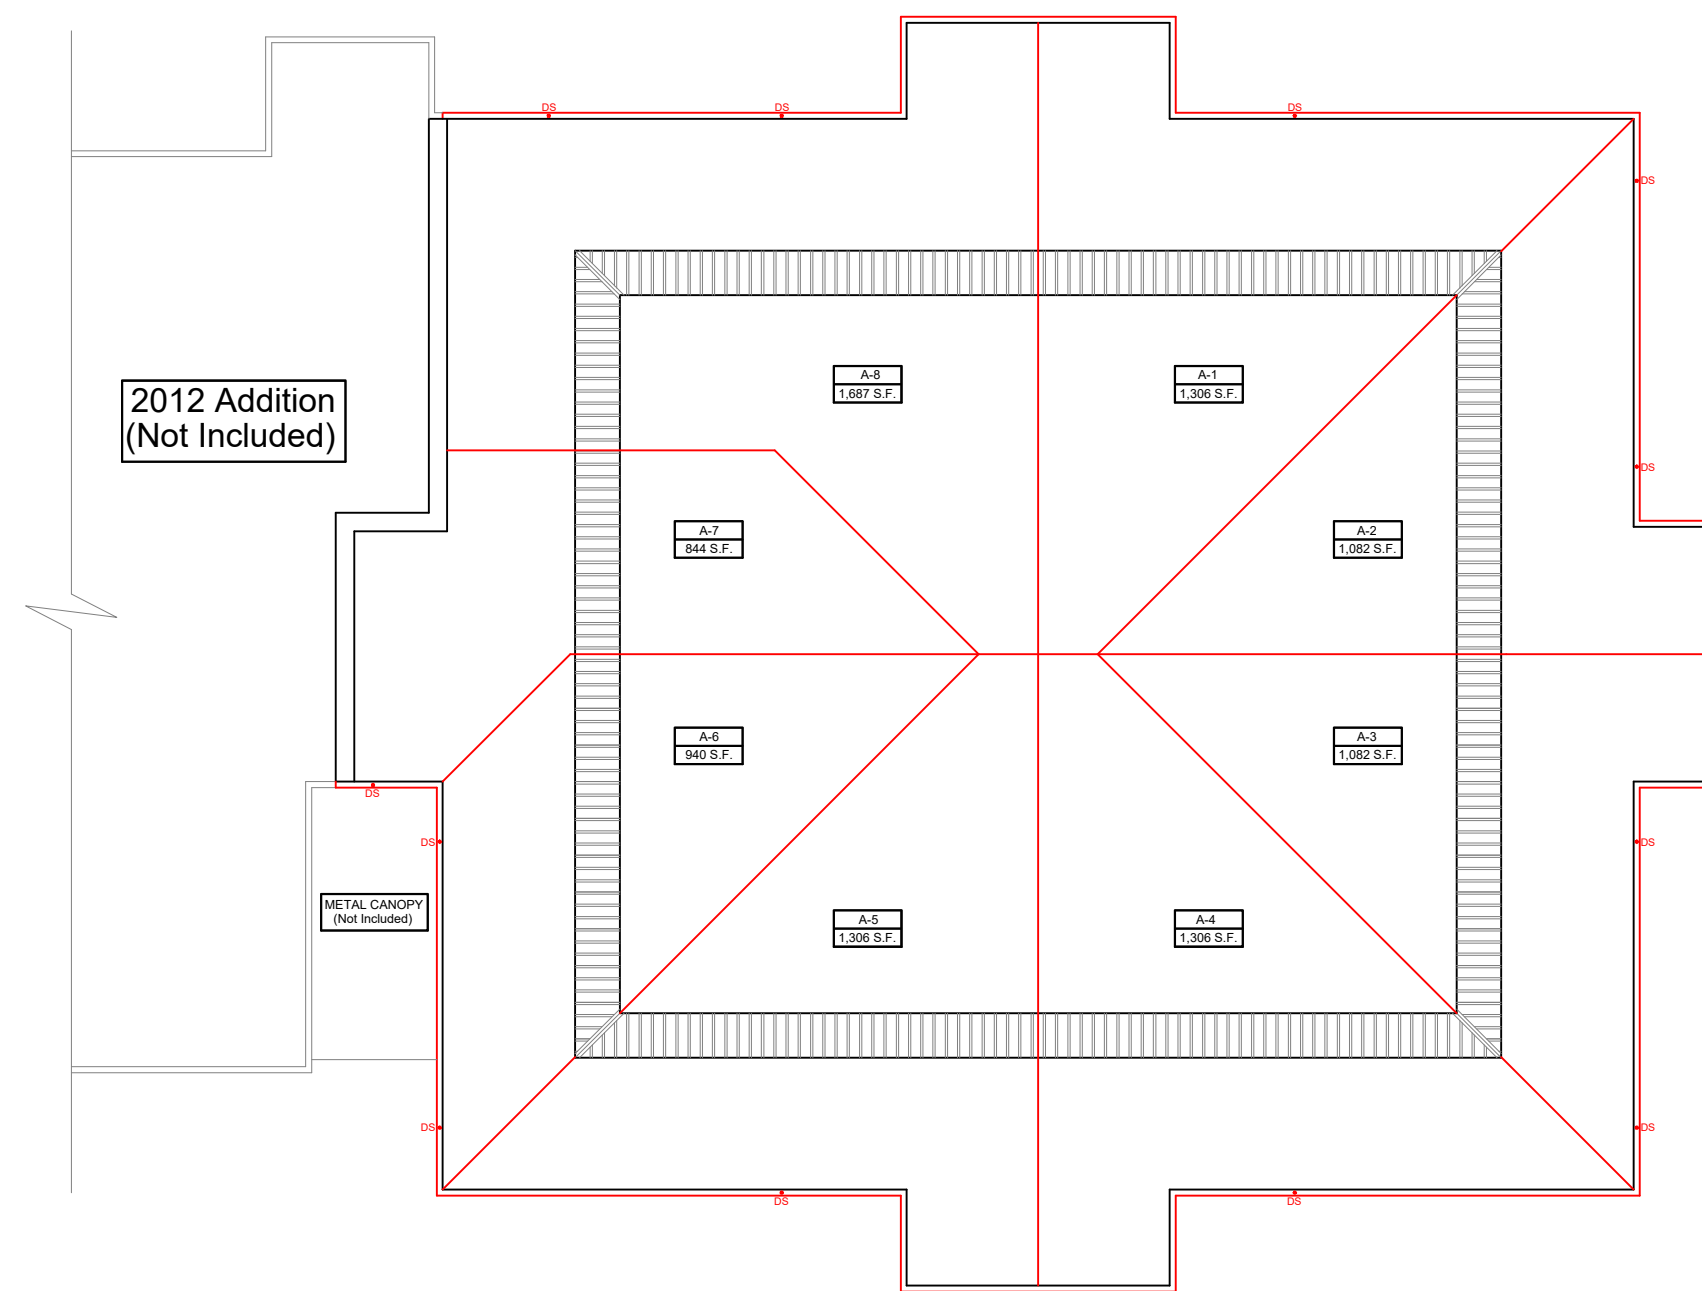 DS
DS
DS
DS
A-8
1,687 S.F.
A-1
1,306 S.F.
2012 Addition
(Not Included)
DS
A-7
844 S.F.
A-2
1,082 S.F.
A-6
940 S.F.
A-3
1,082 S.F.
DS
DS
DS
METAL CANOPY
(Not Included)
A-5
1,306 S.F.
A-4
1,306 S.F.
DS
DS
DS
DS